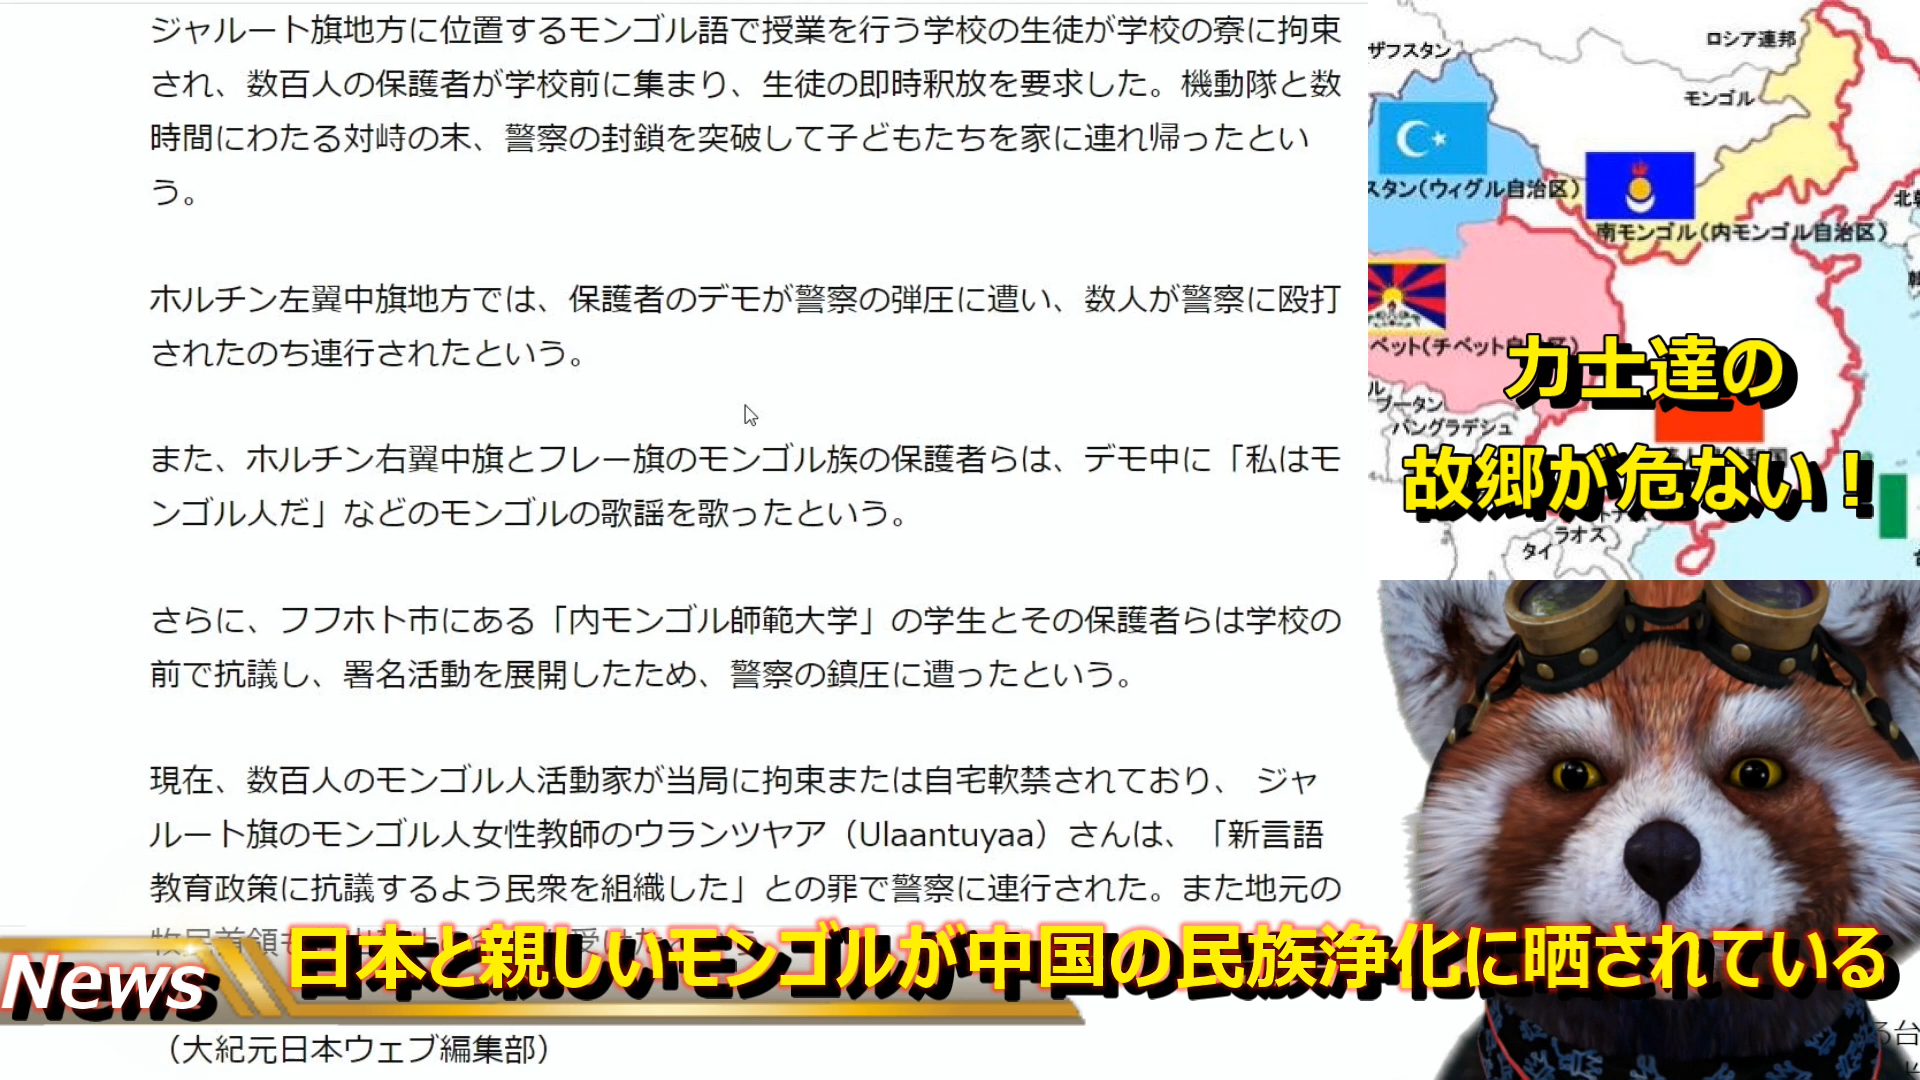 ジャルート旗地方に位置するモンゴル語で授業を行う学校の生徒が学校の寮に拘束
され、数百人の保護者が学校前に集まり、生徒の即時釈放を要求した。機動隊と数
時間にわたる対峙の末、警察の封鎖を突破して子どもたちを家に連れ帰ったとい
う。
ホルチン左翼中旗地方では、保護者のデモが警察の弾圧に遭い、数人が警察に殴打
されたのち連行されたという。
また、ホルチン右翼中旗とフレー旗のモンゴル族の保護者らは、デモ中に「私はモ
ンゴル人だ」などのモンゴルの歌謡を歌ったという。
さらに、フフホト市にある「内モンゴル師範大学」の学生とその保護者らは学校の
前で抗議し、署名活動を展開したため、警察の鎮圧に遭ったという。
現在、数百人のモンゴル人活動家が当局に拘束または自宅軟禁されており、 ジャ
ルート旗のモンゴル人女性教師のウランツヤア（Ulaantuyaa）さんは、「新言語
教育政策に抗議するよう民衆を組織した」との罪で警察に連行された。また地元の
（大紀元日本ウェブ編集部）
ザフスタン
ロシア連邦
モンゴル
スタン(ウィグル自治区)
南モンゴル(内モンゴル自治区)
ベット(チベット自
ル
ブータン
バングラデシュ
ラオス
タイ
力士達の
故郷が危ない！
News
日本と親しいモンゴルが中国の民族浄化に晒されている